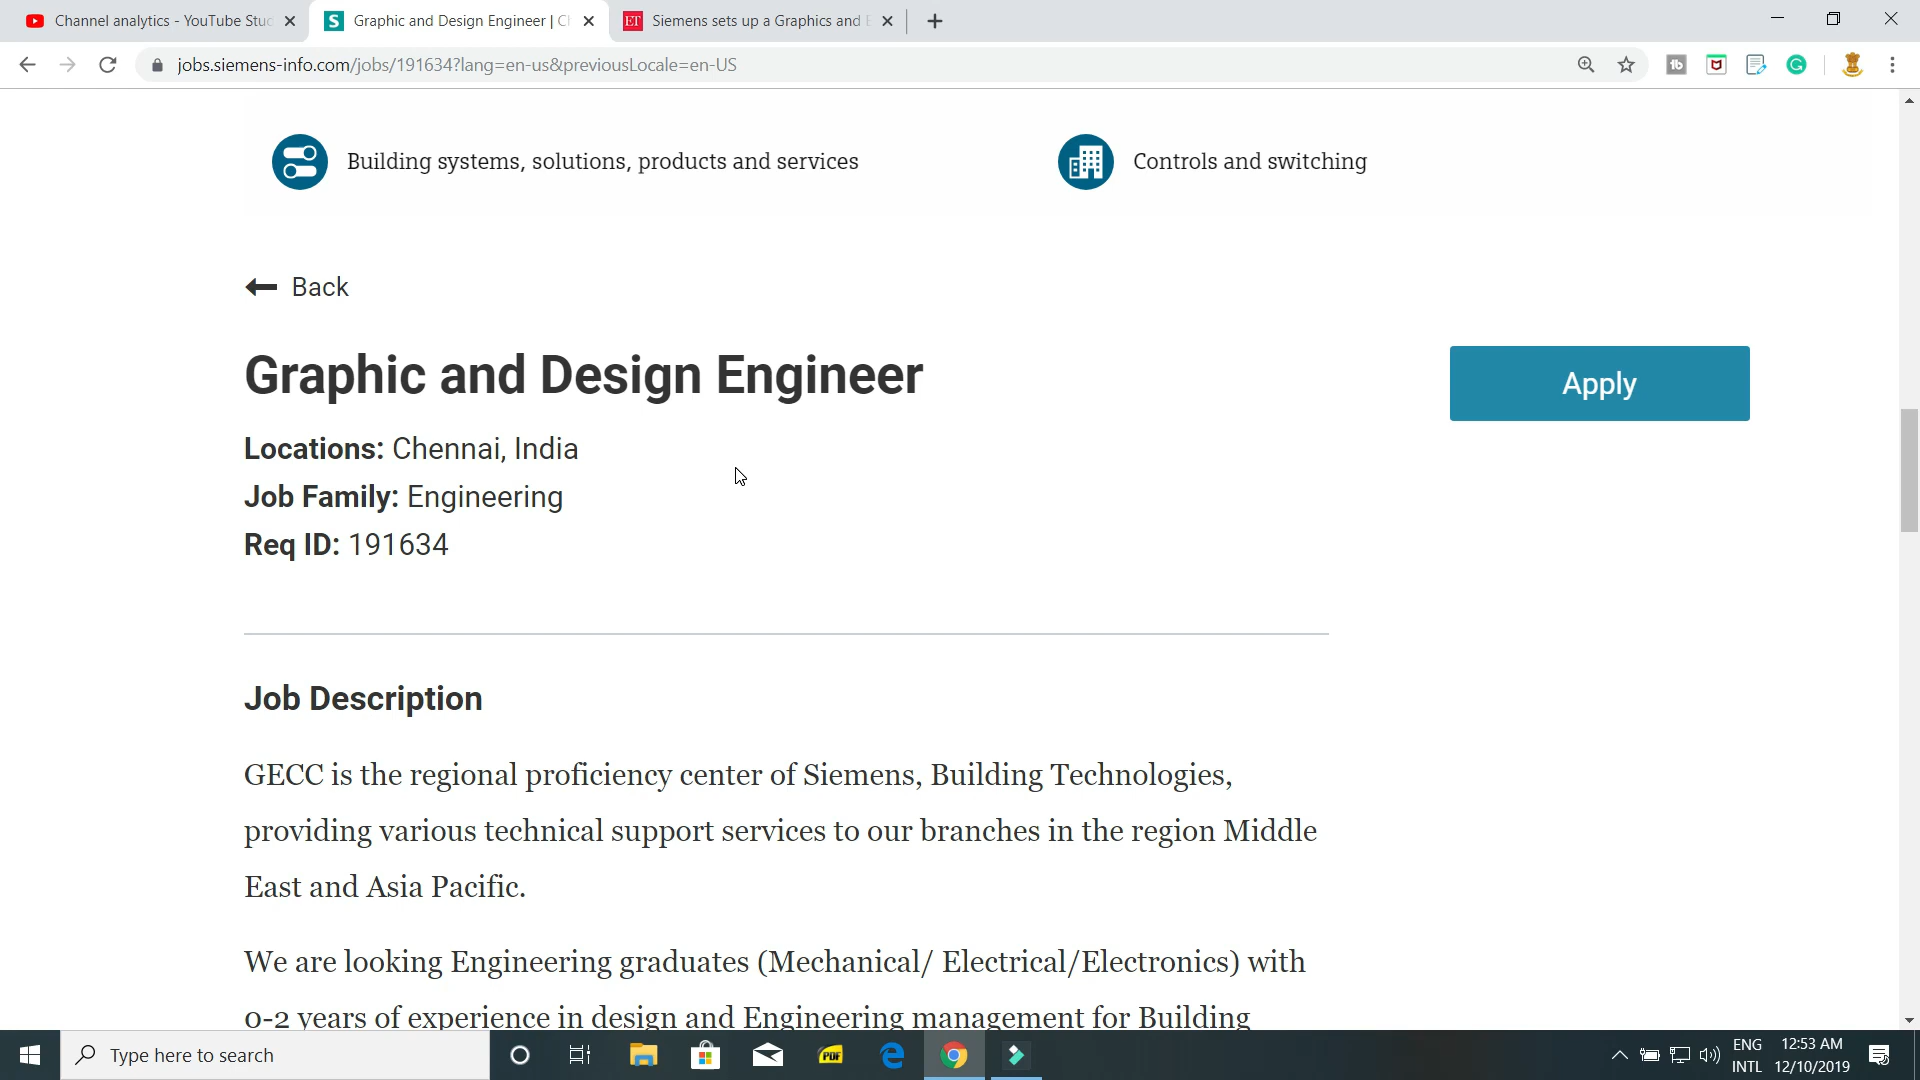 Channel analytics - YouTube Stu
Graphic and Design Engineer | C
ET
Siemens sets up a Graphics and
jobs.siemens-info.com/jobs/191634?lang=en-us&previousLocale=en-US
Building systems, solutions, products and services
Controls and switching
Back
Graphic and Design Engineer
Apply
Locations: Chennai, India
Job Family: Engineering
Req ID: 191634
Job Description
GECC is the regional proficiency center of Siemens, Building Technologies,
providing various technical support services to our branches in the region Middle
East and Asia Pacific.
We are looking Engineering graduates (Mechanical/ Electrical/Electronics) with
0-2 years of experience in design and Engineering management for Building
Type here to search
PDF
ENG
INTL
12:53 AM
12/10/2019